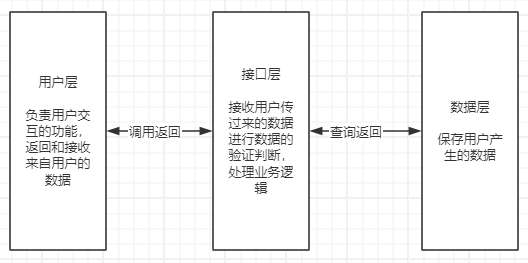 用户层
负责用户交
互的功能，
返回和接收
来自用户的
数据
调用返回
接口层
接收用户传
过来的数据
进行数据的
验证判断，
处理业务逻
辑
查询返回
数据层
保存用户产
生的数据